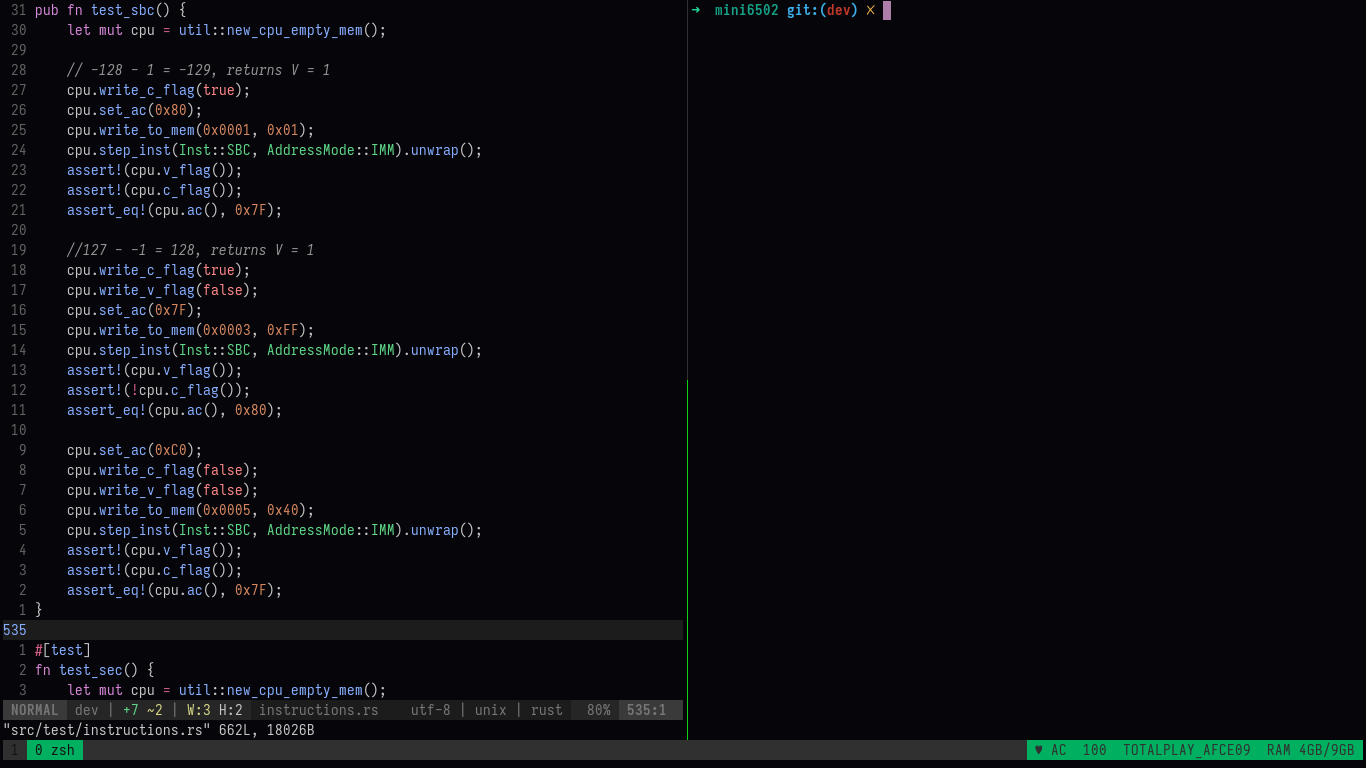 31 pub fn test_sbc() {
30     let mut cpu = util::new_cpu_empty_mem();
29
28     // -128 - 1 = -129, returns V = 1
27     cpu.write_c_flag(true);
26     cpu.set_ac(0x80);
25     cpu.write_to_mem(0x0001, 0x01);
24     cpu.step_inst(Inst::SBC, AddressMode::IMM).unwrap();
23     assert!(cpu.v_flag());
22     assert!(cpu.c_flag());
21     assert_eq!(cpu.ac(), 0x7F);
20
19     //127 - -1 = 128, returns V = 1
18     cpu.write_c_flag(true);
17     cpu.write_v_flag(false);
16     cpu.set_ac(0x7F);
15     cpu.write_to_mem(0x0003, 0xFF);
14     cpu.step_inst(Inst::SBC, AddressMode::IMM).unwrap();
13     assert!(cpu.v_flag());
12     assert!(!cpu.c_flag());
11     assert_eq!(cpu.ac(), 0x80);
10
9     cpu.set_ac(0xC0);
8     cpu.write_c_flag(false);
7     cpu.write_v_flag(false);
6     cpu.write_to_mem(0x0005, 0x40);
5     cpu.step_inst(Inst::SBC, AddressMode::IMM).unwrap();
4     assert!(cpu.v_flag());
3     assert!(cpu.c_flag());
2     assert_eq!(cpu.ac(), 0x7F);
1 }
535
1 #[test]
2 fn test_sec() {
3     let mut cpu = util::new_cpu_empty_mem();
NORMAL dev | +7 ~2 | W:3 H:2 instructions.rs utf-8 | unix | rust 80% 535:1
"src/test/instructions.rs" 662L, 18026B
➜ mini6502 git:(dev) ✗
1 0 zsh ♥ AC 100 TOTALPLAY_AFCE09 RAM 4GB/9GB